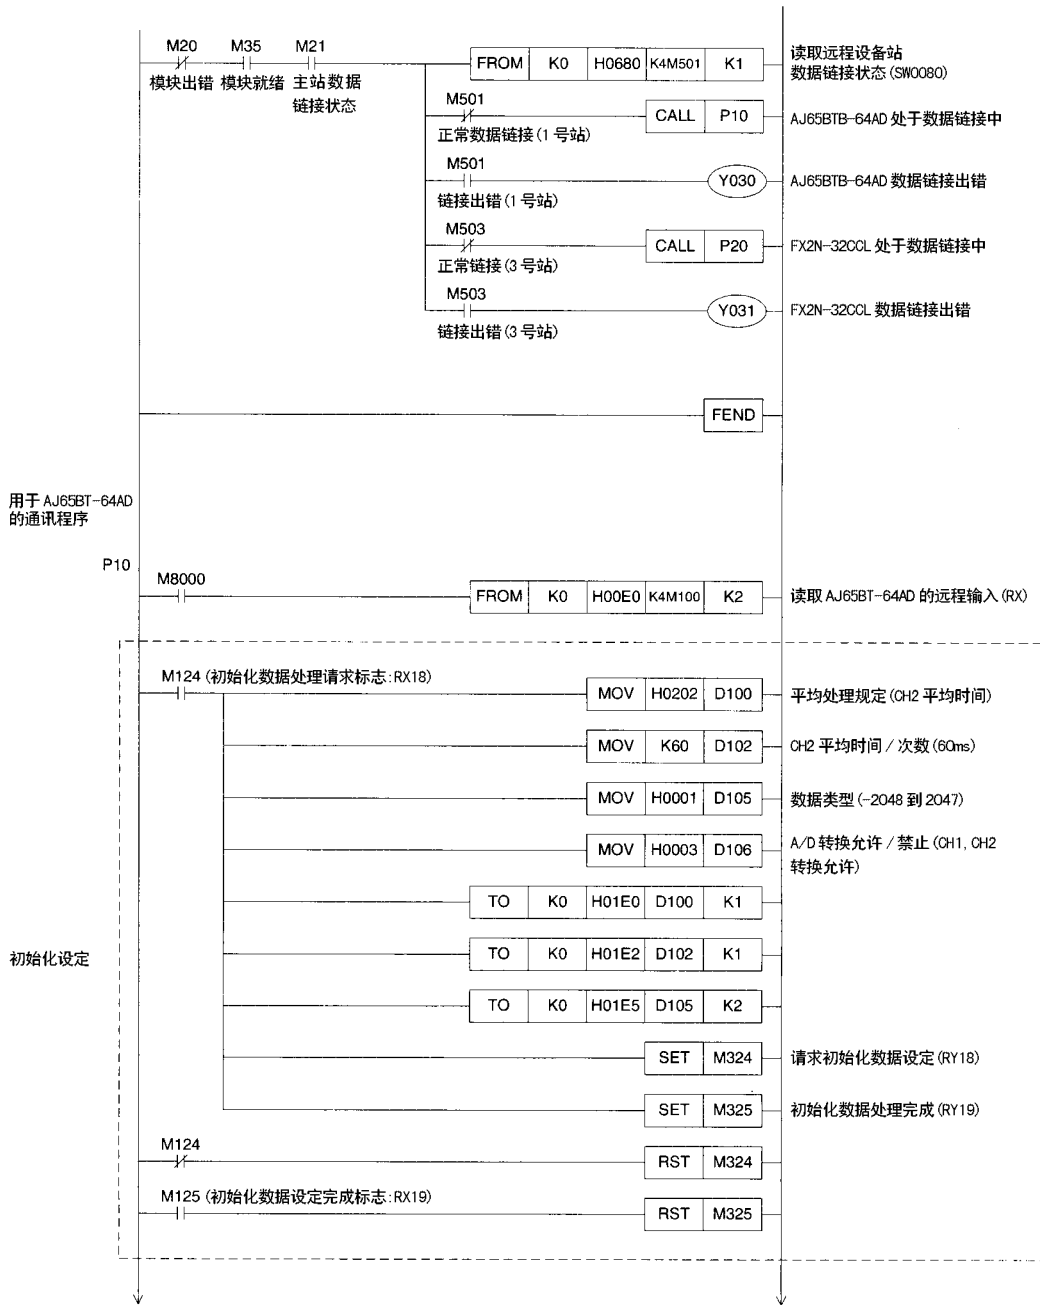 M20 M35 M21
模块出错 模块就绪 主站数据
链接状态
FROM K0 H0680 K4M501 K1
读取远程设备站
数据链接状态(SW0080)
M501
CALL P10
AJ65BTB-64AD 处于数据链接中
正常数据链接(1 号站)
M501
Y030
AJ65BTB-64AD 数据链接出错
链接出错(1 号站)
M503
CALL P20
FX2N-32CCL 处于数据链接中
正常链接(3 号站)
M503
Y031
FX2N-32CCL 数据链接出错
链接出错(3 号站)
FEND
用于 AJ65BT-64AD
的通讯程序
P10
M8000
FROM K0 H00E0 K4M100 K2
读取 AJ65BT-64AD 的远程输入(RX)
M124 (初始化数据处理请求标志:RX18)
MOV H0202 D100
平均处理规定(CH2 平均时间)
MOV K60 D102
CH2 平均时间 / 次数(60ms)
MOV H0001 D105
数据类型(-2048 到 2047)
MOV H0003 D106
A/D 转换允许 / 禁止(CH1, CH2
转换允许)
TO K0 H01E0 D100 K1
初始化设定
TO K0 H01E2 D102 K1
TO K0 H01E5 D105 K2
SET M324
请求初始化数据设定(RY18)
SET M325
初始化数据处理完成(RY19)
M124
RST M324
M125 (初始化数据设定完成标志:RX19)
RST M325